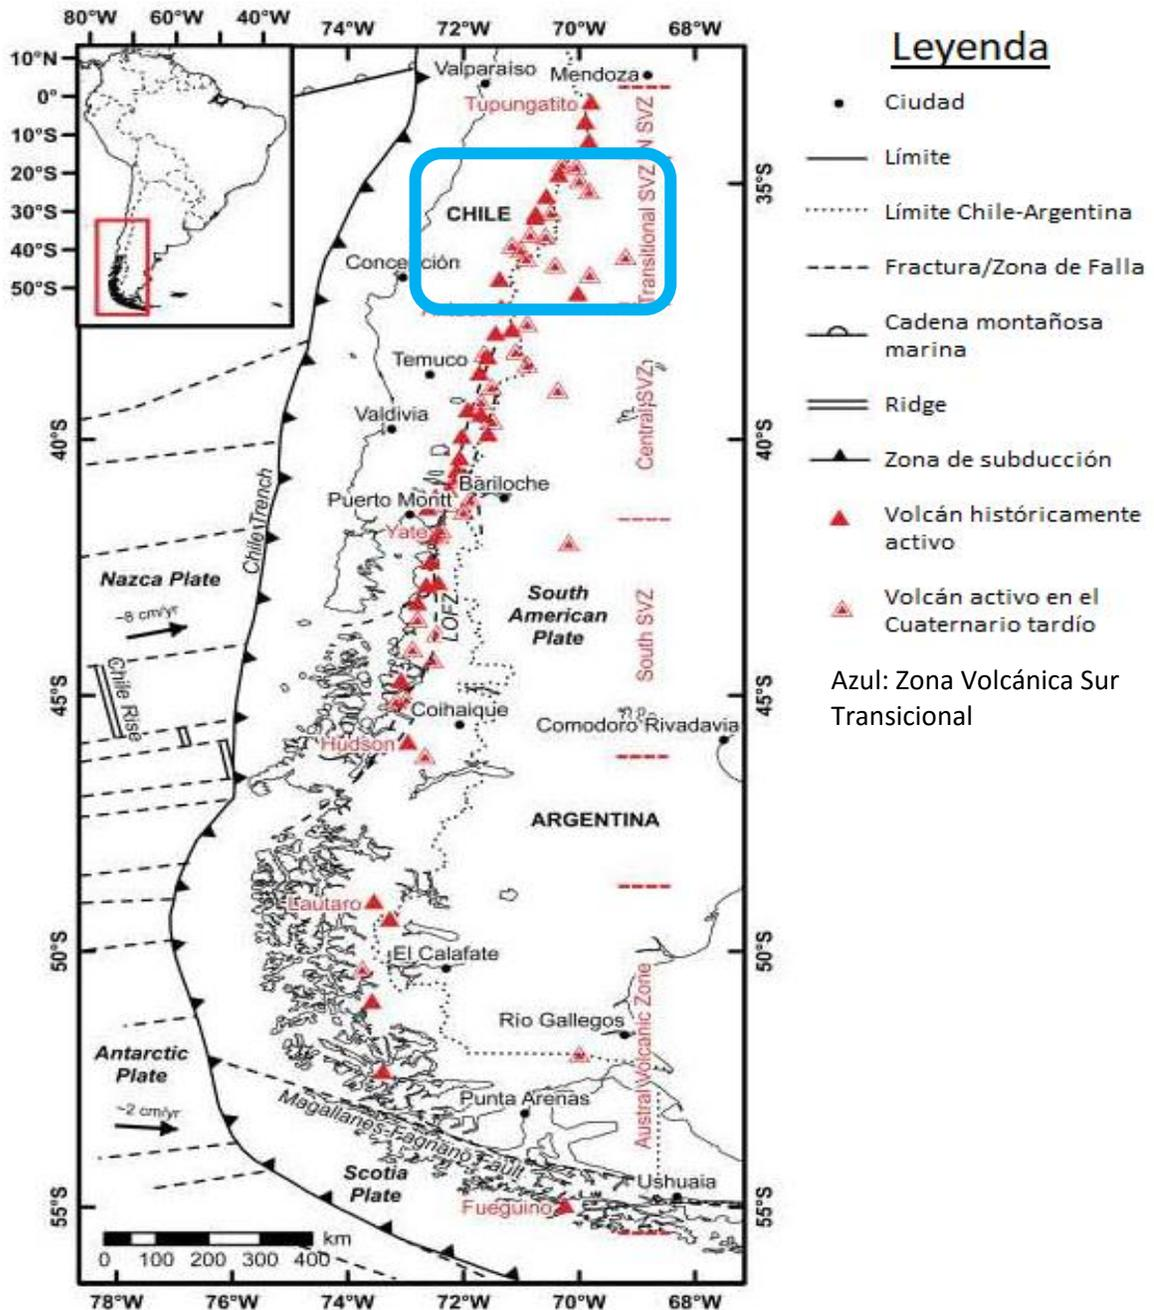 80°W 60°W 40°W
74°W 72°W 70°W 68°W
10°N
0°
10°S
20°S
30°S
40°S
50°S
Valparaíso
Mendoza
Tupungatito
N SVZ
35°S
35°S
CHILE
Transitional SVZ
Concepción
Temuco
Central SVZ
Valdivia
40°S
40°S
Bariloche
Puerto Montt
Yate
Chile Trench
Nazca Plate
~8 cm/yr
LOFZ
South
American
Plate
South SVZ
Chile Rise
45°S
45°S
Coihaique
Comodoro Rivadavia
Hudson
ARGENTINA
Lautaro
50°S
50°S
El Calafate
Río Gallegos
Austral Volcanic Zone
Antarctic
Plate
~2 cm/yr
Punta Arenas
Magallanes-Fagnano Fault
Scotia
Plate
Ushuaia
Fueguino
55°S
55°S
km
0 100 200 300 400
78°W 76°W 74°W 72°W 70°W 68°W
Leyenda
Ciudad
Límite
Límite Chile-Argentina
Fractura/Zona de Falla
Cadena montañosa
marina
Ridge
Zona de subducción
Volcán históricamente
activo
Volcán activo en el
Cuaternario tardío
Azul: Zona Volcánica Sur
Transicional